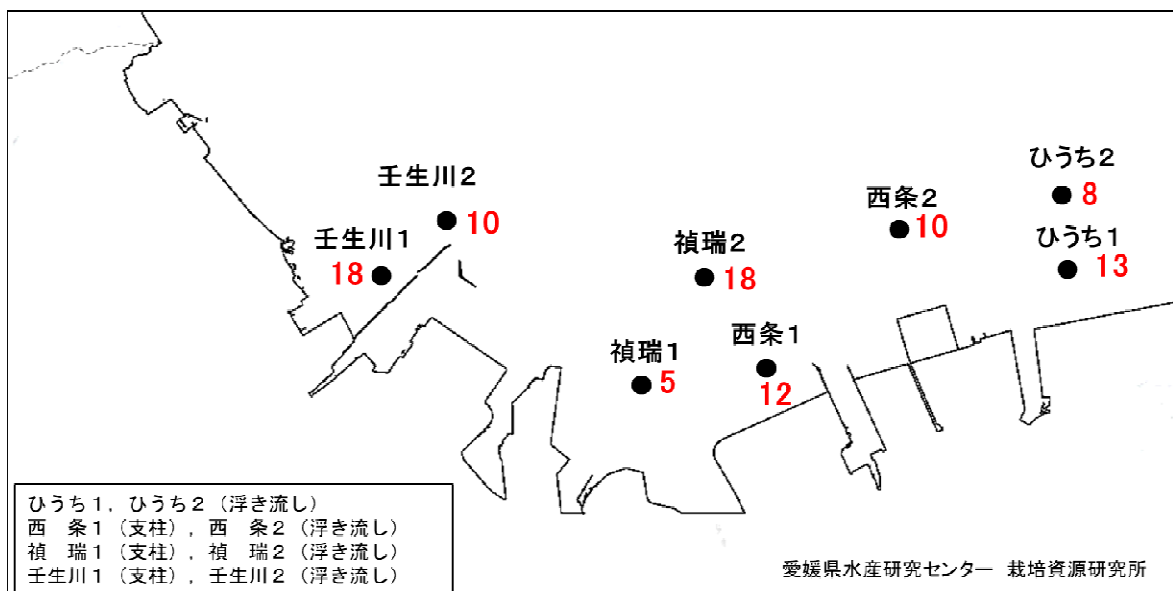 ひうち２
8
壬生川２
10
西条２
10
壬生川１
18
禎瑞２
18
ひうち１
13
西条１
12
禎瑞１
5
ひうち１，ひうち２（浮き流し）
西　条１（支柱），西　条２（浮き流し）
禎　瑞１（支柱），禎　瑞２（浮き流し）
壬生川１（支柱），壬生川２（浮き流し）
愛媛県水産研究センター 栽培資源研究所